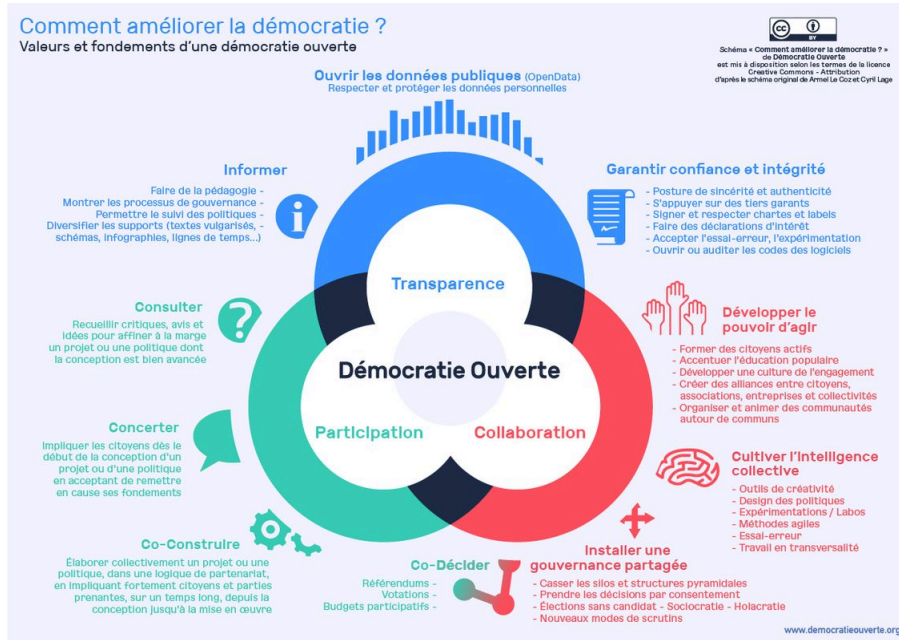 Comment améliorer la démocratie ?
Valeurs et fondements d'une démocratie ouverte
cc
BY
Schéma « Comment améliorer la démocratie ? »
de Démocratie Ouverte
est mis à disposition selon les termes de la licence
Creative Commons - Attribution
d'après le schéma original de Armel Le Coz et Cyril Lage
Ouvrir les données publiques (OpenData)
Respecter et protéger les données personnelles
Informer
Faire de la pédagogie -
Montrer les processus de gouvernance -
Permettre le suivi des politiques -
Diversifier les supports (textes vulgarisés, -
schémas, infographies, lignes de temps...)
i
Garantir confiance et intégrité
- Posture de sincérité et authenticité
- S'appuyer sur des tiers garants
- Signer et respecter chartes et labels
- Faire des déclarations d'intérêt
- Accepter l'essai-erreur, l'expérimentation
- Ouvrir ou auditer les codes des logiciels
Transparence
Démocratie Ouverte
Participation
Collaboration
Consulter
Recueillir critiques, avis et
idées pour affiner à la marge
un projet ou une politique dont
la conception est bien avancée
?
Développer le
pouvoir d'agir
- Former des citoyens actifs
- Accentuer l'éducation populaire
- Développer une culture de l'engagement
- Créer des alliances entre citoyens,
associations, entreprises et collectivités
- Organiser et animer des communautés
autour de communs
Concerter
Impliquer les citoyens dès le
début de la conception d'un
projet ou d'une politique
en acceptant de remettre
en cause ses fondements
Cultiver l'intelligence
collective
- Outils de créativité
- Design des politiques
- Expérimentations / Labos
- Méthodes agiles
- Essai-erreur
- Travail en transversalité
Co-Construire
Élaborer collectivement un projet ou une
politique, dans une logique de partenariat,
en impliquant fortement citoyens et parties
prenantes, sur un temps long, depuis la
conception jusqu'à la mise en œuvre
Co-Décider
Référendums -
Votations -
Budgets participatifs -
Installer une
gouvernance partagée
- Casser les silos et structures pyramidales
- Prendre les décisions par consentement
- Élections sans candidat - Sociocratie - Holacratie
- Nouveaux modes de scrutins
www.democratieouverte.org